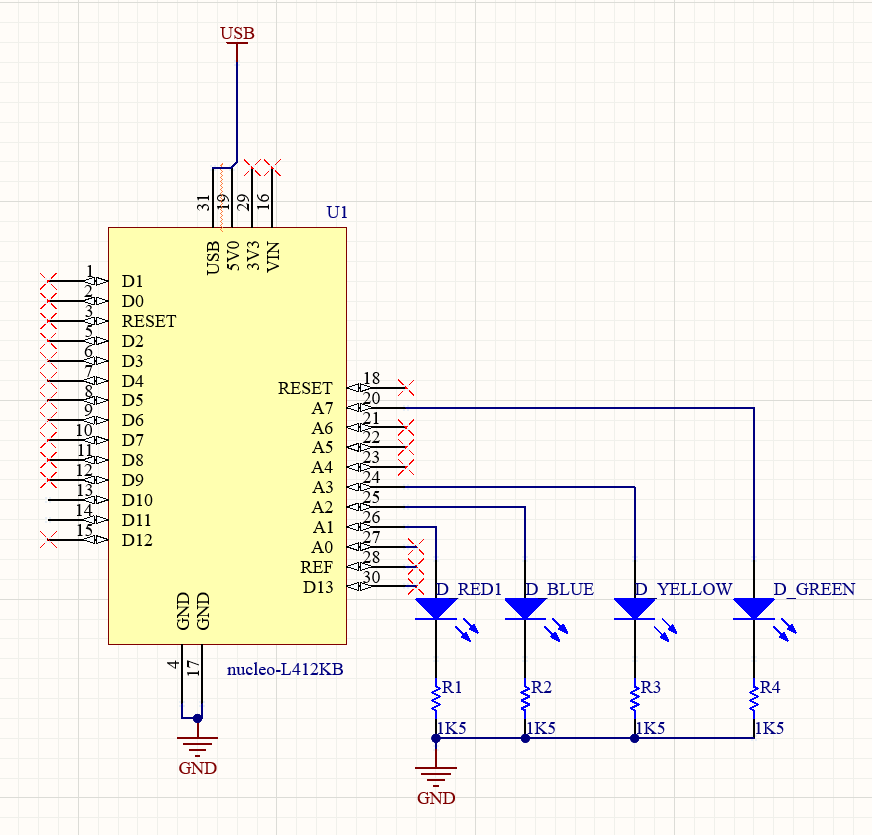 USB
31 19 29 16
U1
USB 5V0 3V3 VIN
1 D1
2 D0
3 RESET
5 D2
6 D3
7 D4
8 D5
9 D6
10 D7
11 D8
12 D9
13 D10
14 D11
15 D12
RESET 18
A7 20
A6 21
A5 22
A4 23
A3 24
A2 25
A1 26
A0 27
REF 28
D13 30
GND GND
4 17
nucleo-L412KB
GND
D_RED1 D_BLUE D_YELLOW D_GREEN
R1 R2 R3 R4
1K5 1K5 1K5 1K5
GND